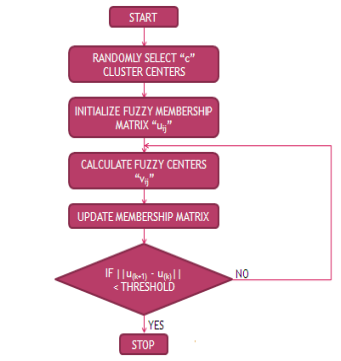 START
RANDOMLY SELECT “c”
CLUSTER CENTERS
INITIALIZE FUZZY MEMBERSHIP
MATRIX “uij”
CALCULATE FUZZY CENTERS
“vij”
UPDATE MEMBERSHIP MATRIX
IF ||u(k+1) - u(k)||
< THRESHOLD
NO
YES
STOP